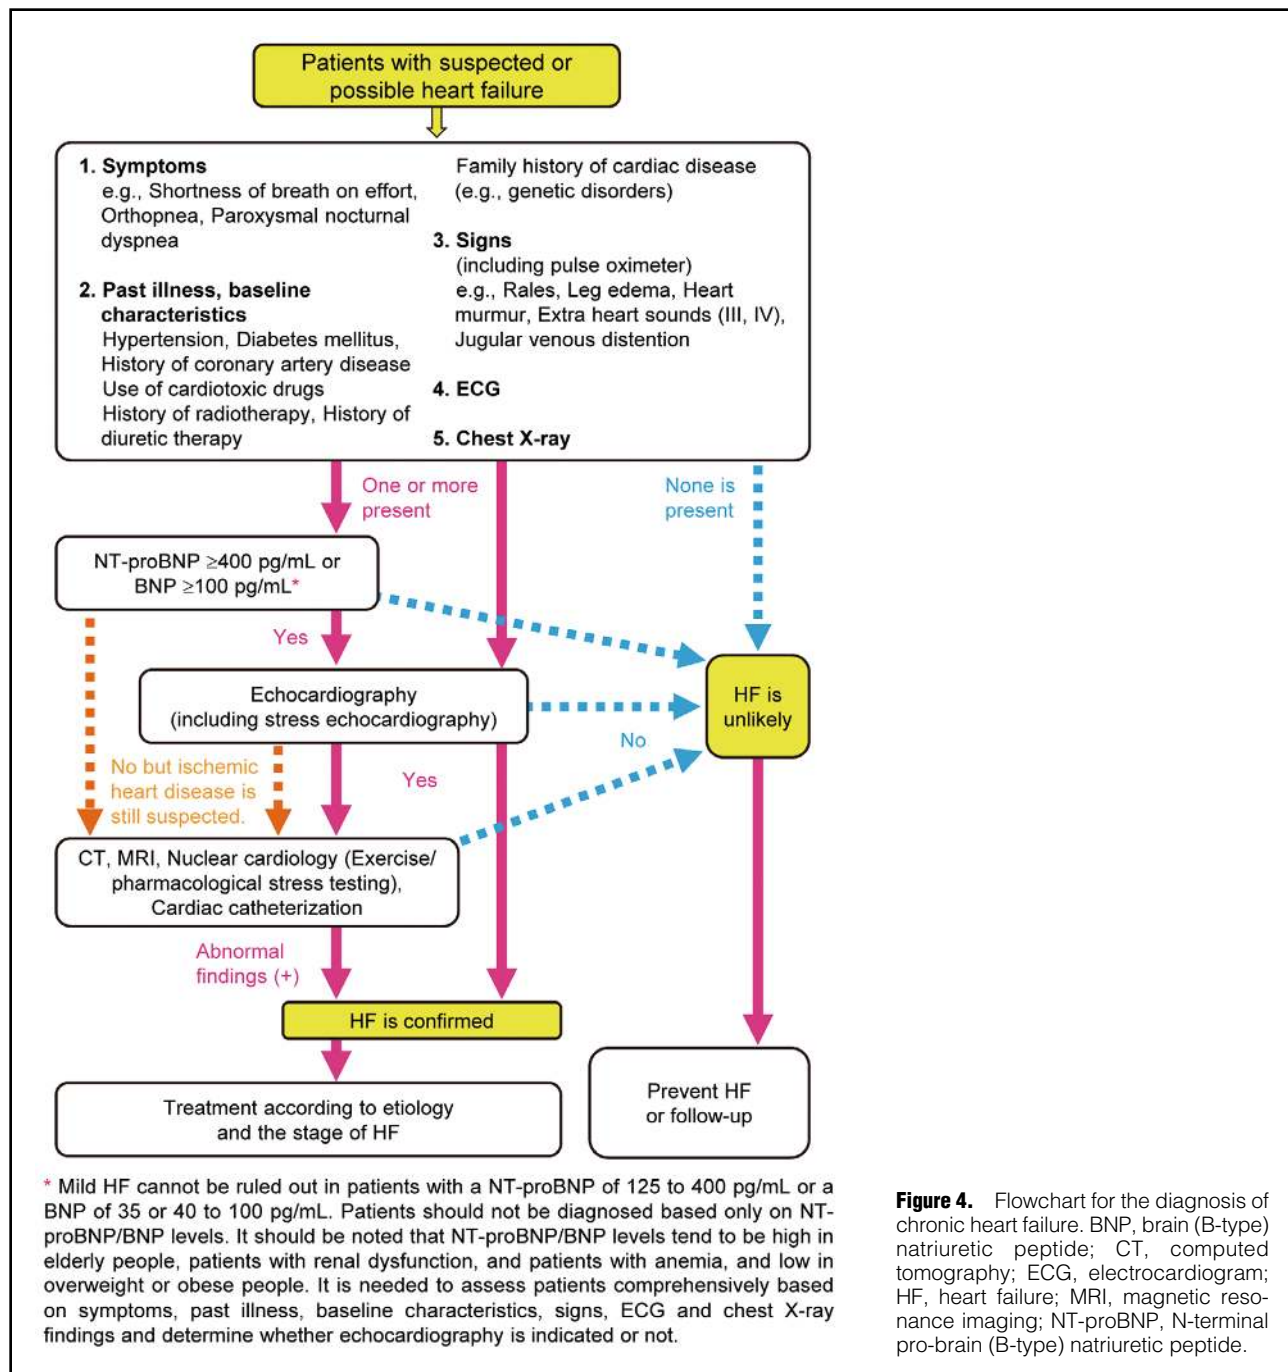 Patients with suspected or
possible heart failure
1. Symptoms
e.g., Shortness of breath on effort,
Orthopnea, Paroxysmal nocturnal
dyspnea
2. Past illness, baseline
characteristics
Hypertension, Diabetes mellitus,
History of coronary artery disease
Use of cardiotoxic drugs
History of radiotherapy, History of
diuretic therapy
Family history of cardiac disease
(e.g., genetic disorders)
3. Signs
(including pulse oximeter)
e.g., Rales, Leg edema, Heart
murmur, Extra heart sounds (III, IV),
Jugular venous distention
4. ECG
5. Chest X-ray
One or more
present
None is
present
NT-proBNP ≥400 pg/mL or
BNP ≥100 pg/mL*
Yes
Echocardiography
(including stress echocardiography)
HF is
unlikely
No
Yes
No but ischemic
heart disease is
still suspected.
CT, MRI, Nuclear cardiology (Exercise/
pharmacological stress testing),
Cardiac catheterization
Abnormal
findings (+)
HF is confirmed
Treatment according to etiology
and the stage of HF
Prevent HF
or follow-up
* Mild HF cannot be ruled out in patients with a NT-proBNP of 125 to 400 pg/mL or a
BNP of 35 or 40 to 100 pg/mL. Patients should not be diagnosed based only on NT-
proBNP/BNP levels. It should be noted that NT-proBNP/BNP levels tend to be high in
elderly people, patients with renal dysfunction, and patients with anemia, and low in
overweight or obese people. It is needed to assess patients comprehensively based
on symptoms, past illness, baseline characteristics, signs, ECG and chest X-ray
findings and determine whether echocardiography is indicated or not.
Figure 4. Flowchart for the diagnosis of
chronic heart failure. BNP, brain (B-type)
natriuretic peptide; CT, computed
tomography; ECG, electrocardiogram;
HF, heart failure; MRI, magnetic reso-
nance imaging; NT-proBNP, N-terminal
pro-brain (B-type) natriuretic peptide.